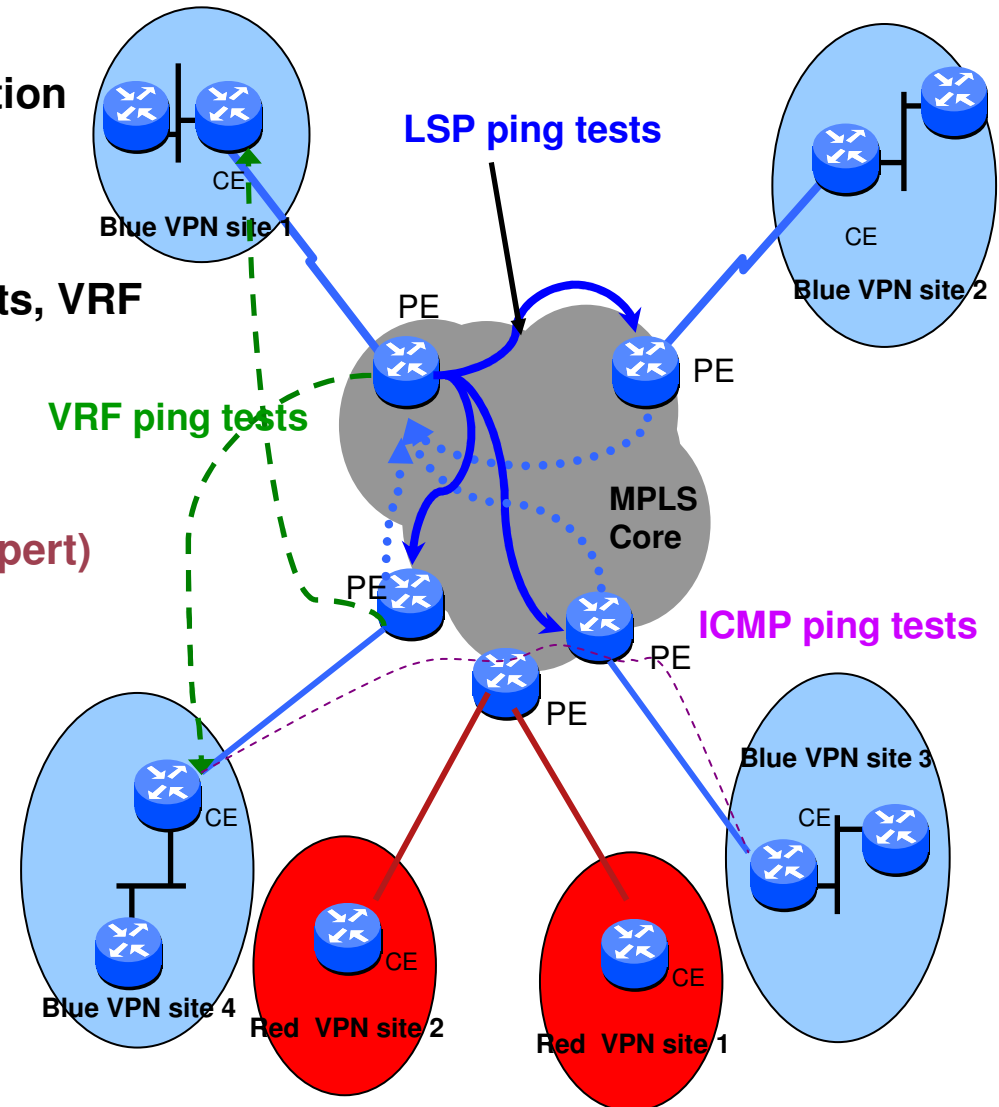 tion
LSP ping tests
CE
Blue VPN site 1
CE
Blue VPN site 2
ts, VRF
PE
PE
VRF ping tests
MPLS
Core
pert)
PE
ICMP ping tests
PE
PE
Blue VPN site 3
CE
CE
CE
CE
Blue VPN site 4
Red  VPN site 2
Red  VPN site 1